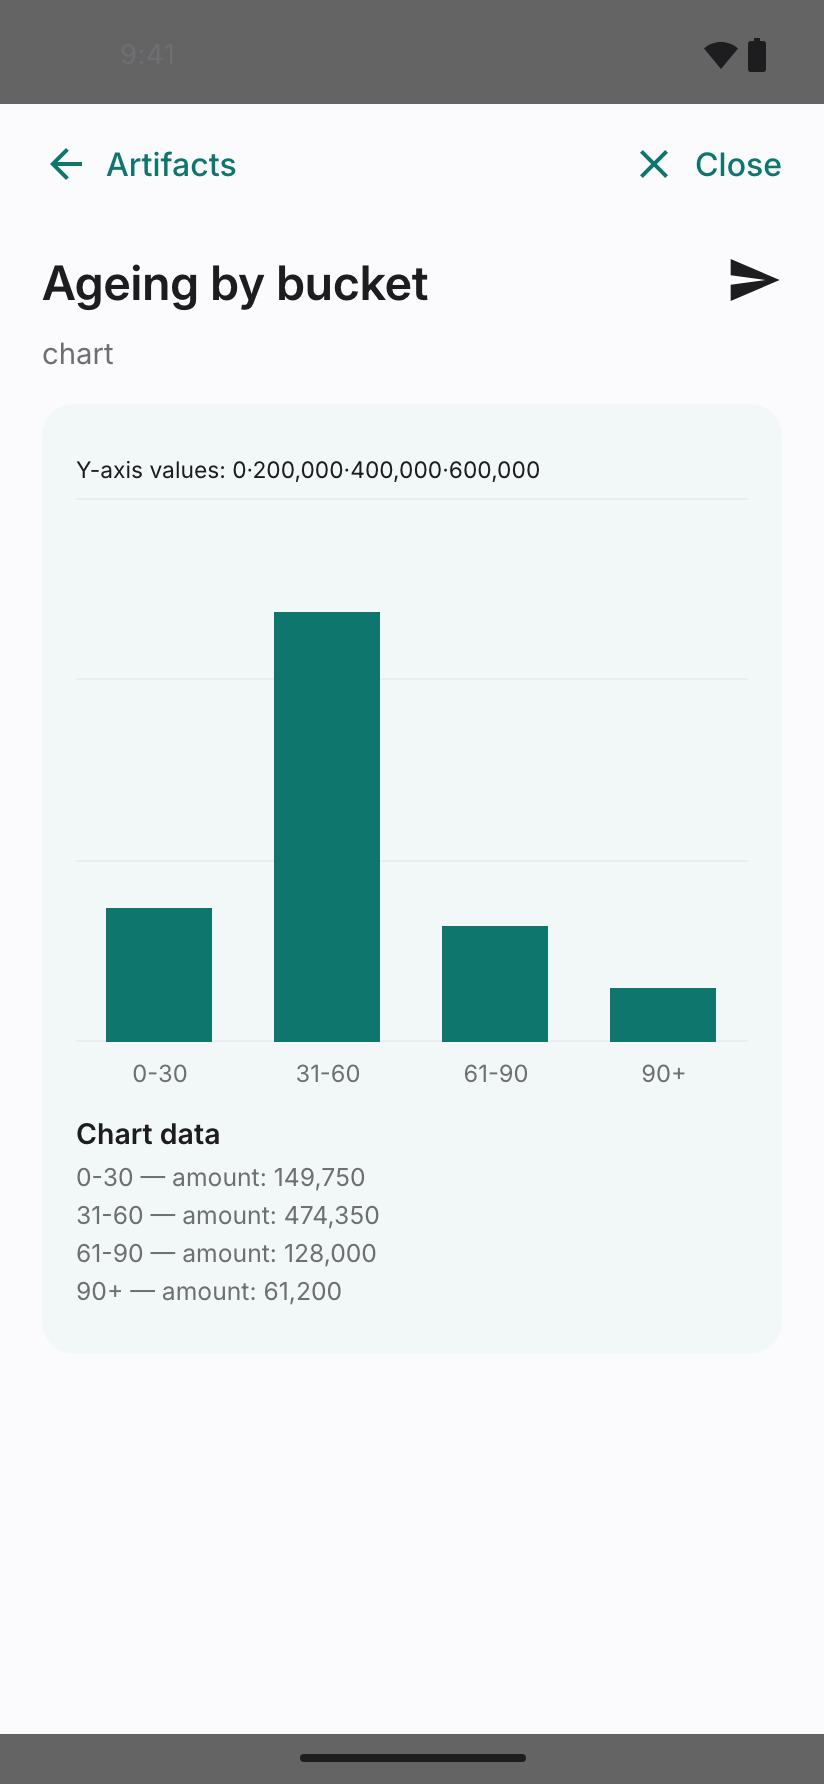 9:41
Artifacts
Close
Ageing by bucket
chart
Y-axis values: 0·200,000·400,000·600,000
0-30 31-60 61-90 90+
Chart data
0-30 — amount: 149,750
31-60 — amount: 474,350
61-90 — amount: 128,000
90+ — amount: 61,200